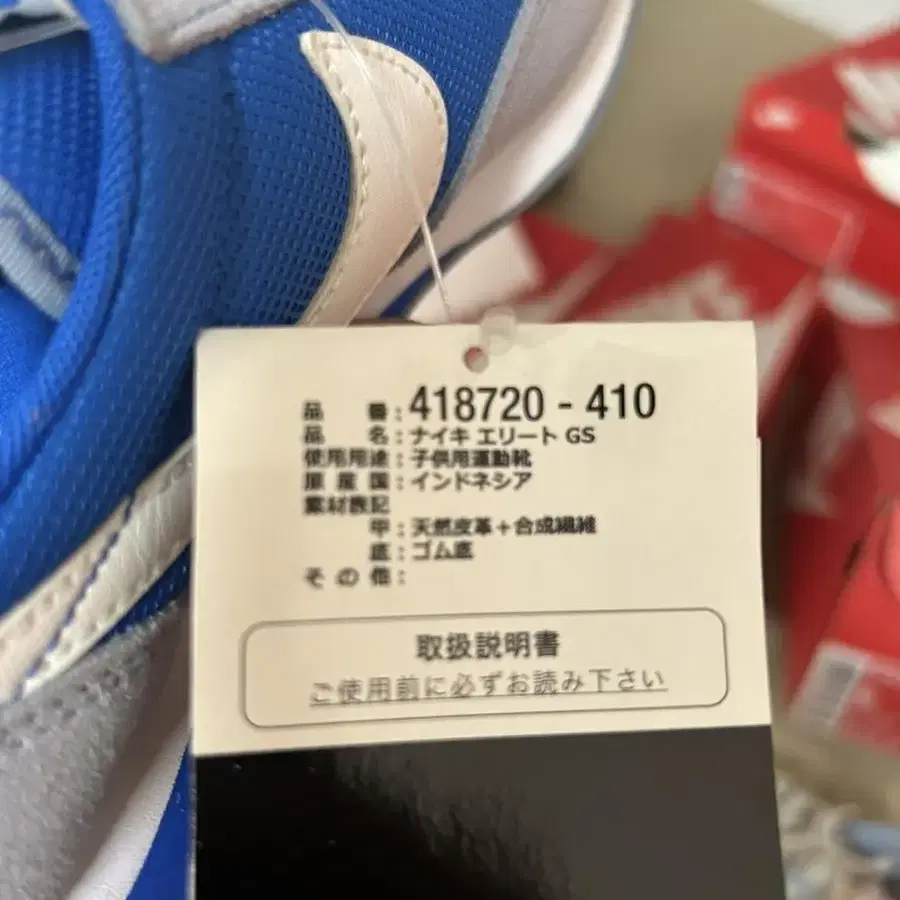 品番:418720-410
品名:ナイキ エリート GS
使用用途:子供用運動靴
原産国:インドネシア
素材表記
甲:天然皮革+合成繊維
底:ゴム底
その他:
取扱説明書
ご使用前に必ずお読み下さい